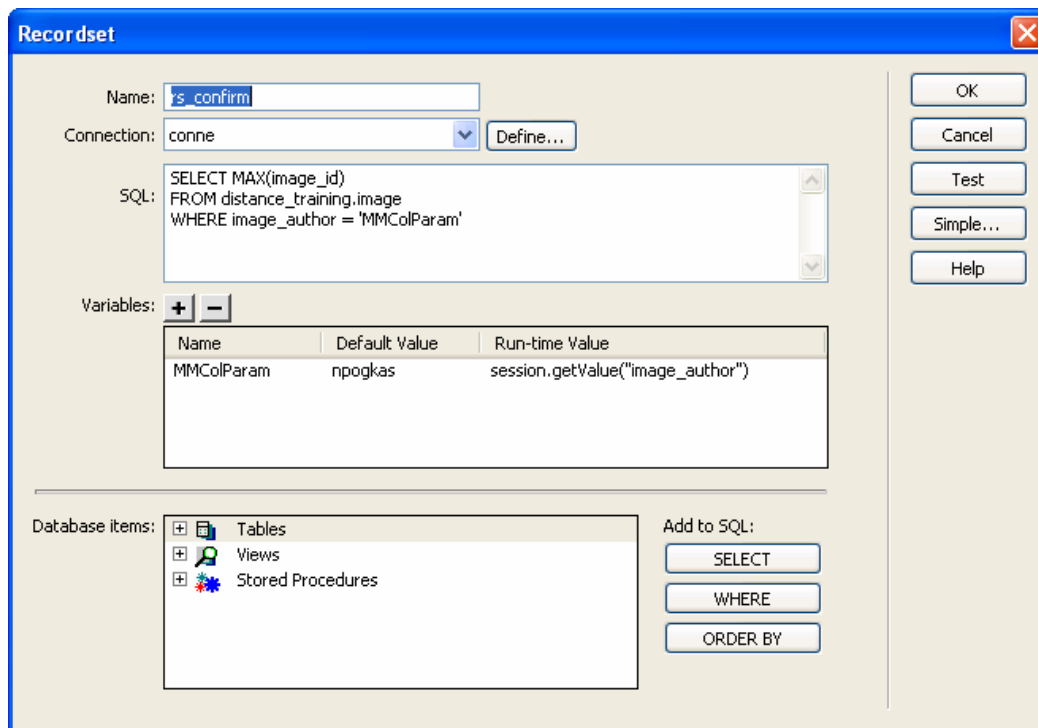 Recordset
Name: rs_confirm
OK
Connection: conne Define...
Cancel
SQL: SELECT MAX(image_id)
FROM distance_training.image
WHERE image_author = 'MMColParam'
Test
Simple...
Help
Variables: + −
Name Default Value Run-time Value
MMColParam npogkas session.getValue("image_author")
Database items: Tables
Views
Stored Procedures
Add to SQL:
SELECT
WHERE
ORDER BY